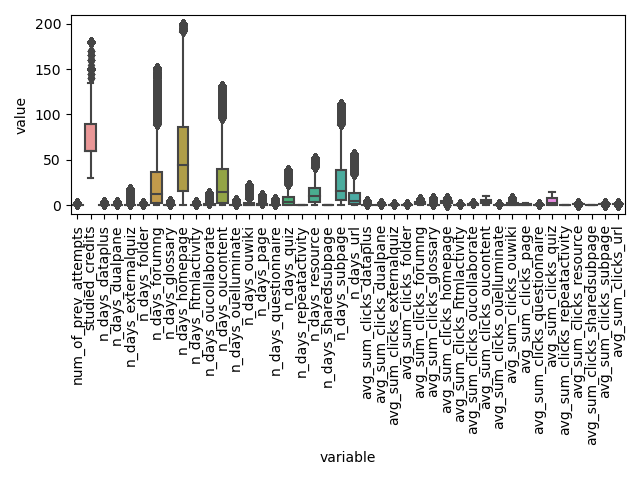 200
150
100
50
0
value
num_of_prev_attempts
studied_credits
n_days_dataplus
n_days_dualpane
n_days_externalquiz
n_days_folder
n_days_forumng
n_days_glossary
n_days_homepage
n_days_htmlactivity
n_days_oucollaborate
n_days_oucontent
n_days_ouelluminate
n_days_ouwiki
n_days_page
n_days_questionnaire
n_days_quiz
n_days_repeatactivity
n_days_resource
n_days_sharedsubpage
n_days_subpage
n_days_url
avg_sum_clicks_dataplus
avg_sum_clicks_dualpane
avg_sum_clicks_externalquiz
avg_sum_clicks_folder
avg_sum_clicks_forumng
avg_sum_clicks_glossary
avg_sum_clicks_homepage
avg_sum_clicks_htmlactivity
avg_sum_clicks_oucollaborate
avg_sum_clicks_oucontent
avg_sum_clicks_ouelluminate
avg_sum_clicks_ouwiki
avg_sum_clicks_page
avg_sum_clicks_questionnaire
avg_sum_clicks_quiz
avg_sum_clicks_repeatactivity
avg_sum_clicks_resource
avg_sum_clicks_sharedsubpage
avg_sum_clicks_subpage
avg_sum_clicks_url
variable